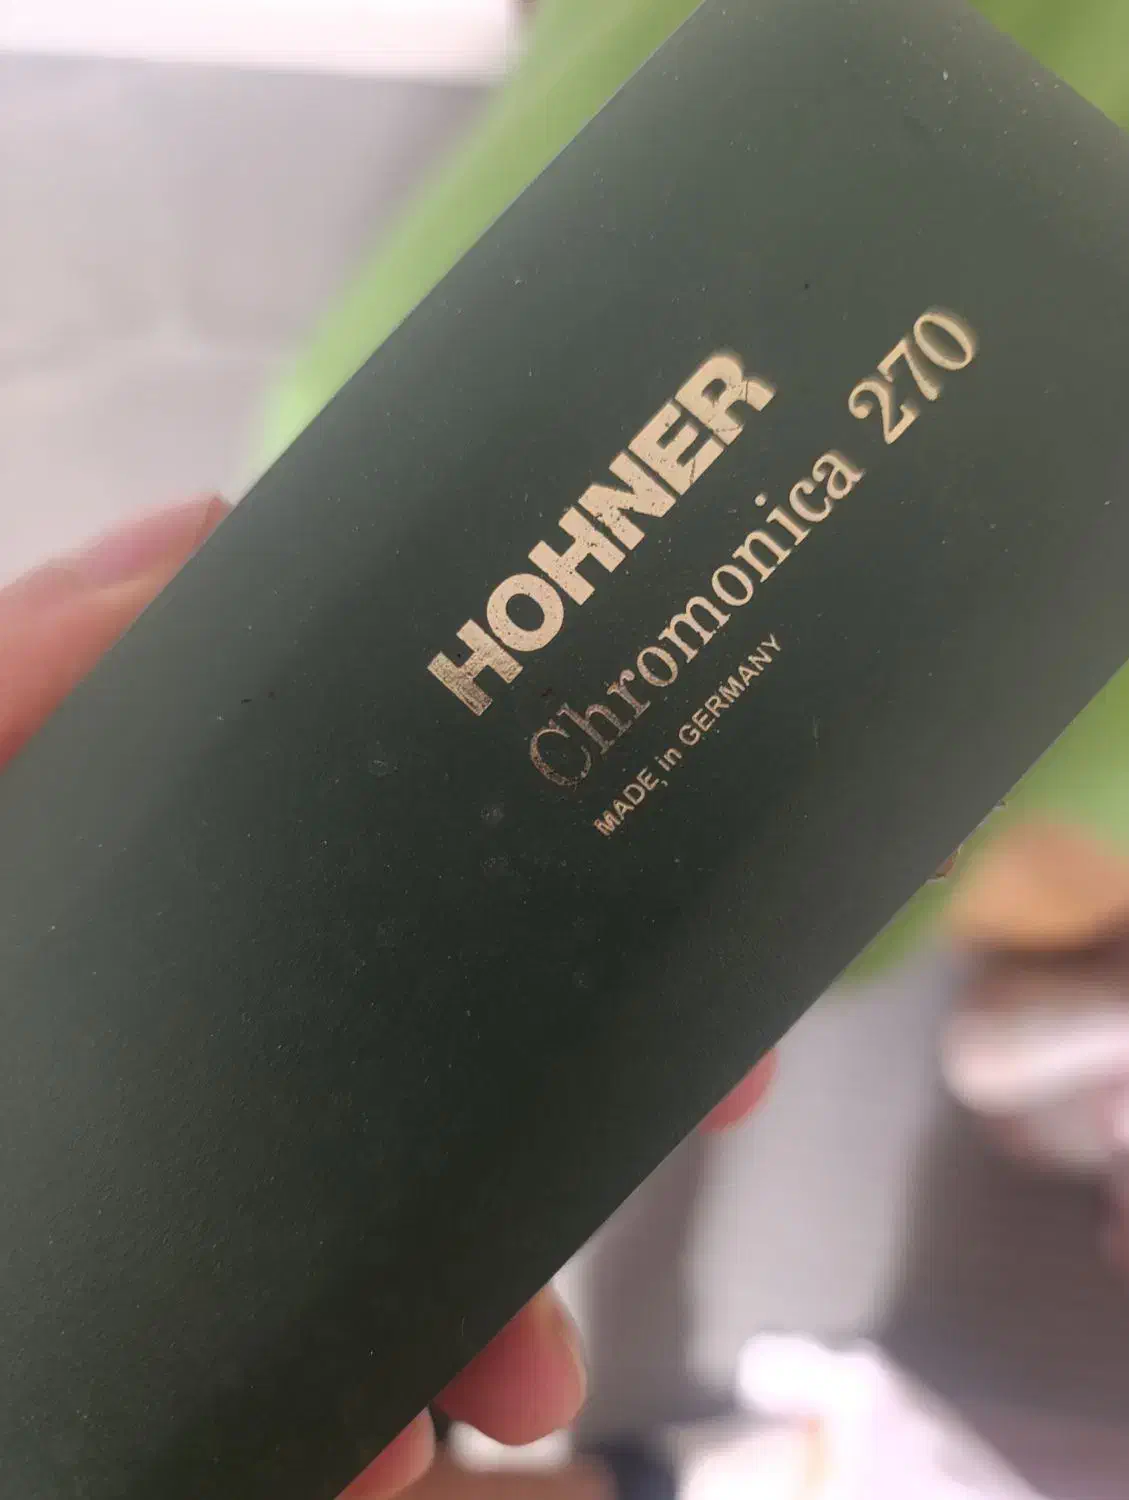 HOHNER
Chromonica 270
MADE in GERMANY